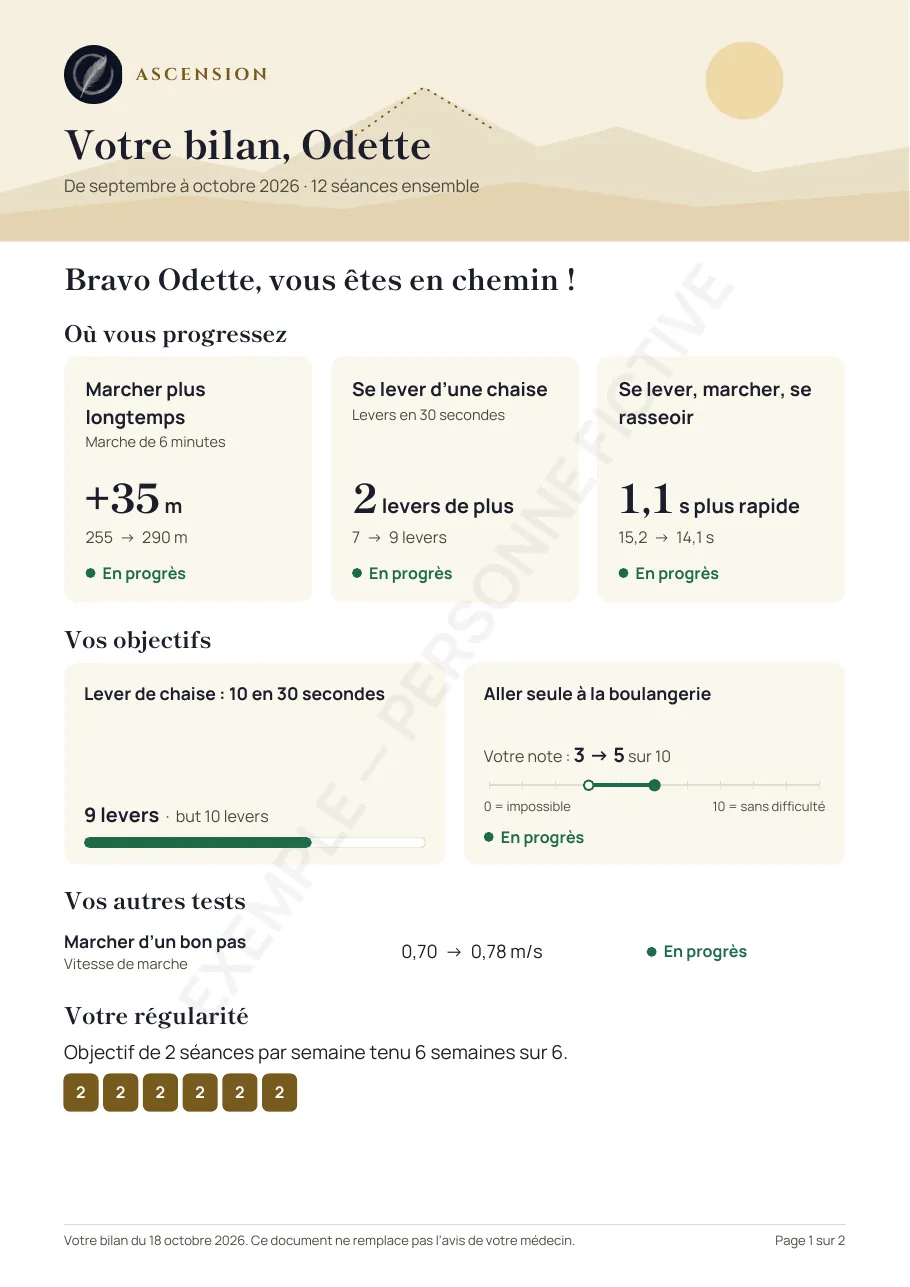 ASCENSION
Votre bilan, Odette
De septembre à octobre 2026 · 12 séances ensemble
Bravo Odette, vous êtes en chemin !
Où vous progressez
Marcher plus
longtemps
Marche de 6 minutes
+35 m
255 → 290 m
En progrès
Se lever d’une chaise
Levers en 30 secondes
2 levers de plus
7 → 9 levers
En progrès
Se lever, marcher, se
rasseoir
1,1 s plus rapide
15,2 → 14,1 s
En progrès
Vos objectifs
Lever de chaise : 10 en 30 secondes
9 levers · but 10 levers
Aller seule à la boulangerie
Votre note : 3 → 5 sur 10
0 = impossible
10 = sans difficulté
En progrès
Vos autres tests
Marcher d’un bon pas
Vitesse de marche
0,70 → 0,78 m/s
En progrès
Votre régularité
Objectif de 2 séances par semaine tenu 6 semaines sur 6.
2 2 2 2 2 2
Votre bilan du 18 octobre 2026. Ce document ne remplace pas l’avis de votre médecin.
Page 1 sur 2
EXEMPLE — PERSONNE FICTIVE